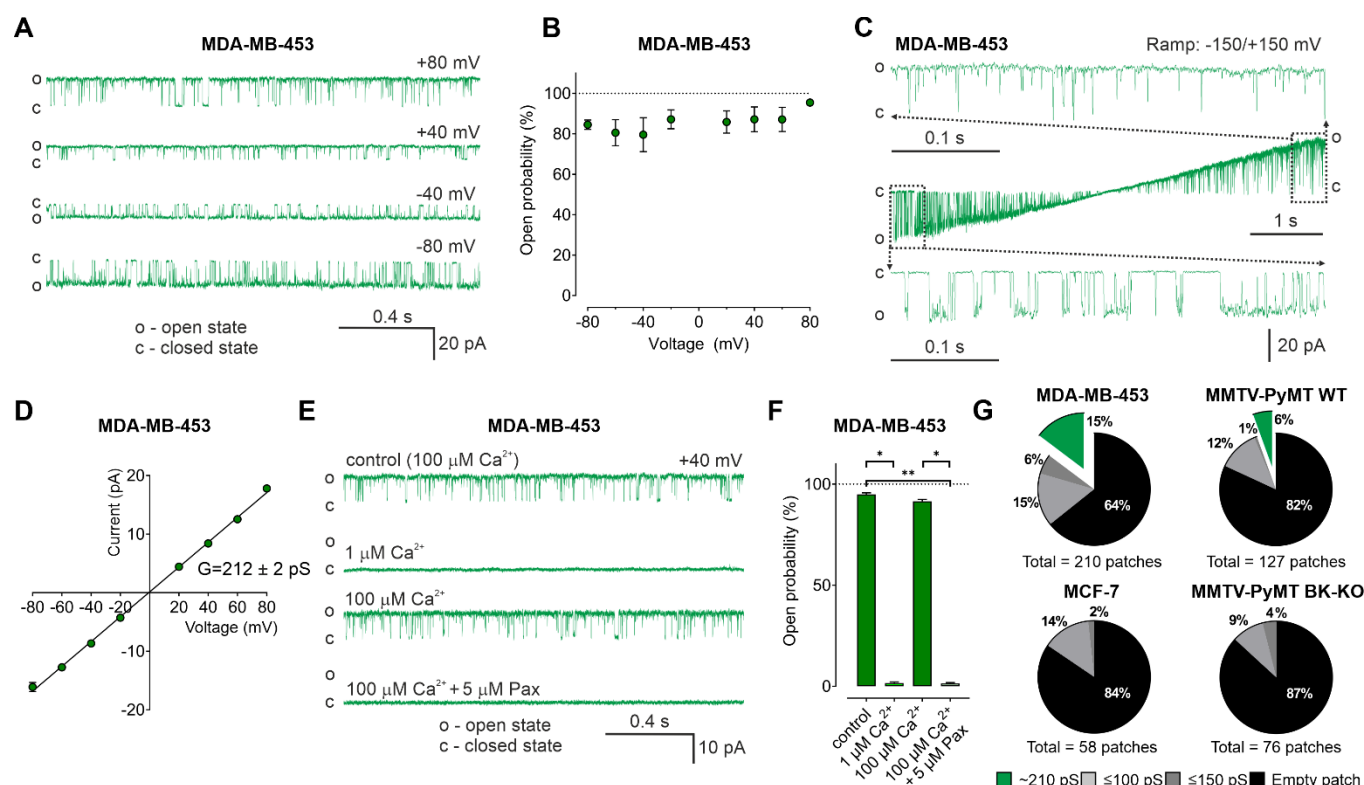 A
MDA-MB-453
+80 mV
o
c
+40 mV
o
c
-40 mV
c
o
-80 mV
c
o
o - open state
c - closed state
0.4 s
20 pA
B
MDA-MB-453
Open probability (%)
100
80
60
40
20
0
-80 -40 0 40 80
Voltage (mV)
C
MDA-MB-453 Ramp: -150/+150 mV
o
c
0.1 s
o
c
c
o
1 s
c
o
0.1 s
20 pA
D
MDA-MB-453
Current (pA)
20
10
G=212 ± 2 pS
-80 -60 -40 -20 20 40 60 80
Voltage (mV)
-10
-20
E
MDA-MB-453
control (100 µM Ca²⁺) +40 mV
o
c
o
1 µM Ca²⁺
c
100 µM Ca²⁺
o
c
o
100 µM Ca²⁺ + 5 µM Pax
c
o - open state
c - closed state
0.4 s
10 pA
F
MDA-MB-453
* *
**
Open probability (%)
100
50
0
control
1 µM Ca²⁺
100 µM Ca²⁺
100 µM Ca²⁺
+ 5 µM Pax
G
MDA-MB-453
15%
6%
15%
64%
Total = 210 patches
MMTV-PyMT WT
6%
1%
12%
82%
Total = 127 patches
MCF-7
2%
14%
84%
Total = 58 patches
MMTV-PyMT BK-KO
4%
9%
87%
Total = 76 patches
~210 pS ≤100 pS ≤150 pS Empty patch